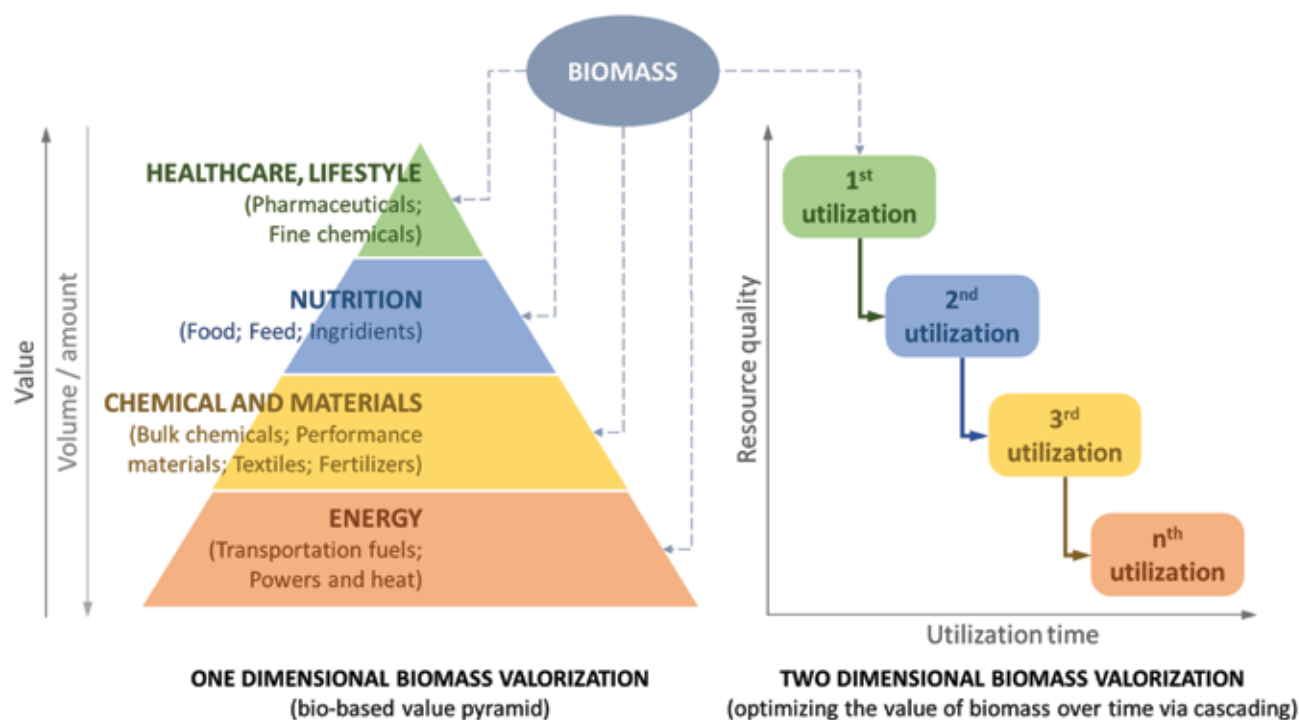 BIOMASS
Value
Volume / amount
HEALTHCARE, LIFESTYLE
(Pharmaceuticals;
Fine chemicals)
NUTRITION
(Food; Feed; Ingridients)
CHEMICAL AND MATERIALS
(Bulk chemicals; Performance
materials; Textiles; Fertilizers)
ENERGY
(Transportation fuels;
Powers and heat)
ONE DIMENSIONAL BIOMASS VALORIZATION
(bio-based value pyramid)
Resource quality
1st
utilization
2nd
utilization
3rd
utilization
nth
utilization
Utilization time
TWO DIMENSIONAL BIOMASS VALORIZATION
(optimizing the value of biomass over time via cascading)